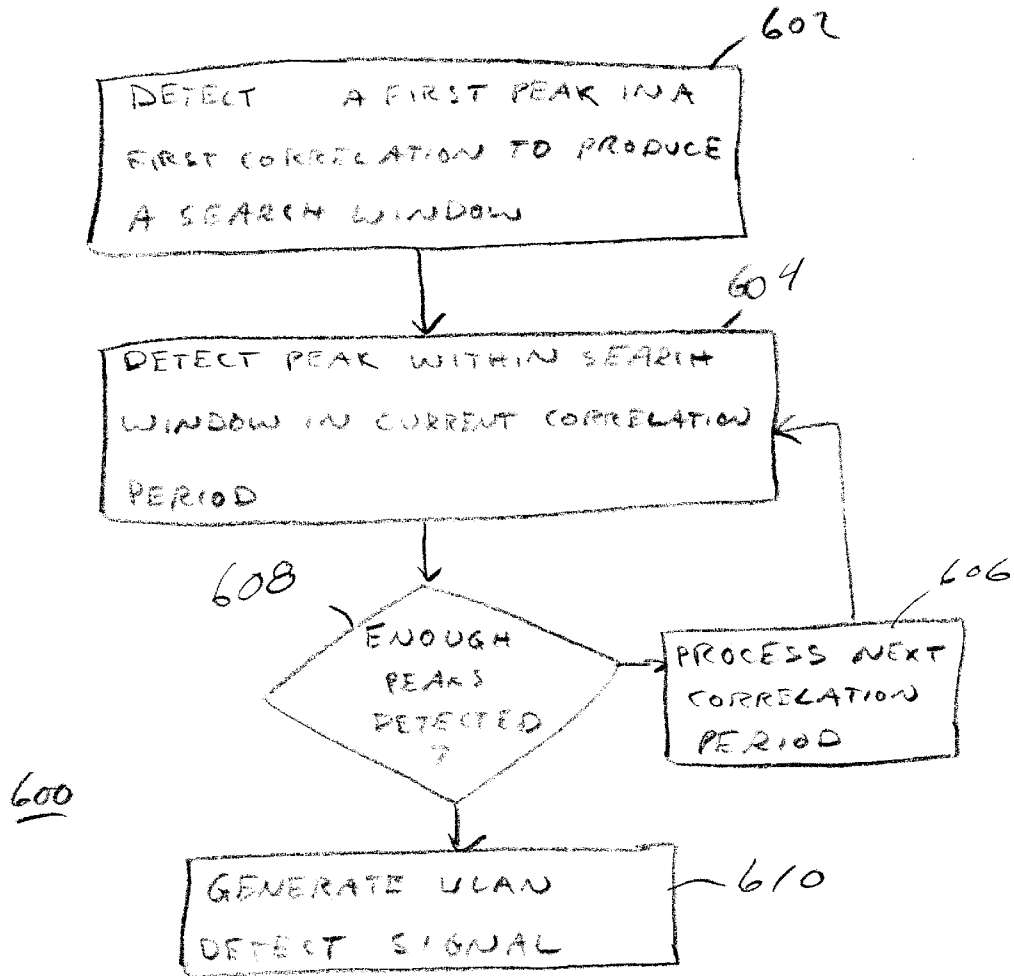 602
DETECT A FIRST PEAK IN A
FIRST CORRELATION TO PRODUCE
A SEARCH WINDOW
604
DETECT PEAK WITHIN SEARCH
WINDOW IN CURRENT CORRELATION
PERIOD
608
ENOUGH
PEAKS
DETECTED
?
606
PROCESS NEXT
CORRELATION
PERIOD
600
GENERATE WLAN
DETECT SIGNAL
610